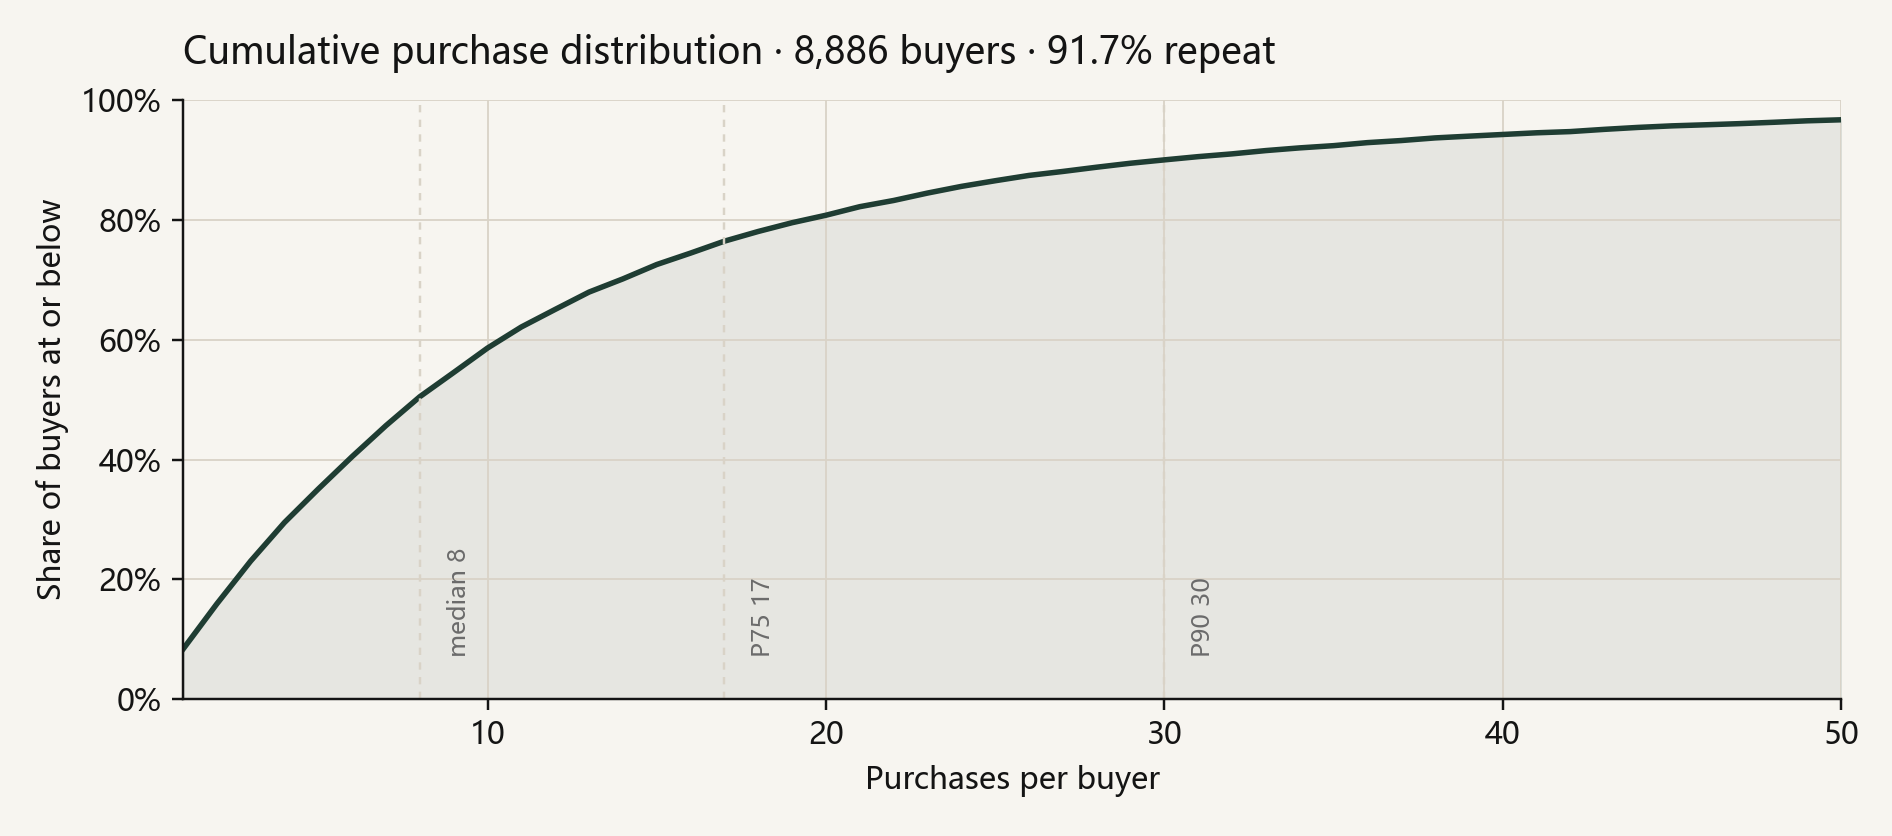 Cumulative purchase distribution · 8,886 buyers · 91.7% repeat
100%
80%
60%
40%
20%
0%
Share of buyers at or below
median 8
P75 17
P90 30
10
20
30
40
50
Purchases per buyer